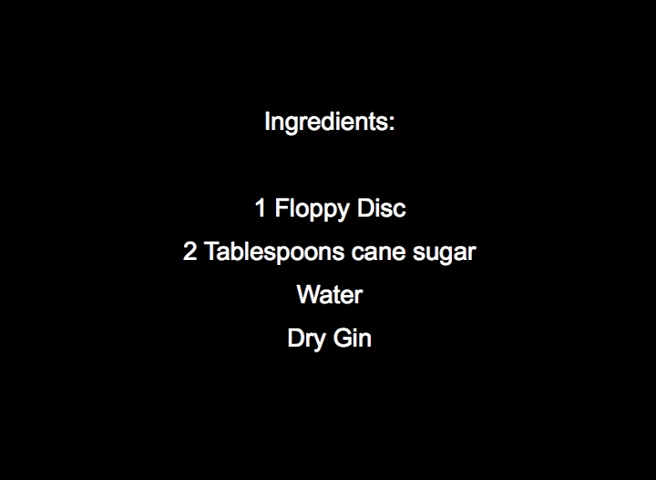 Ingredients:
1 Floppy Disc
2 Tablespoons cane sugar
Water
Dry Gin